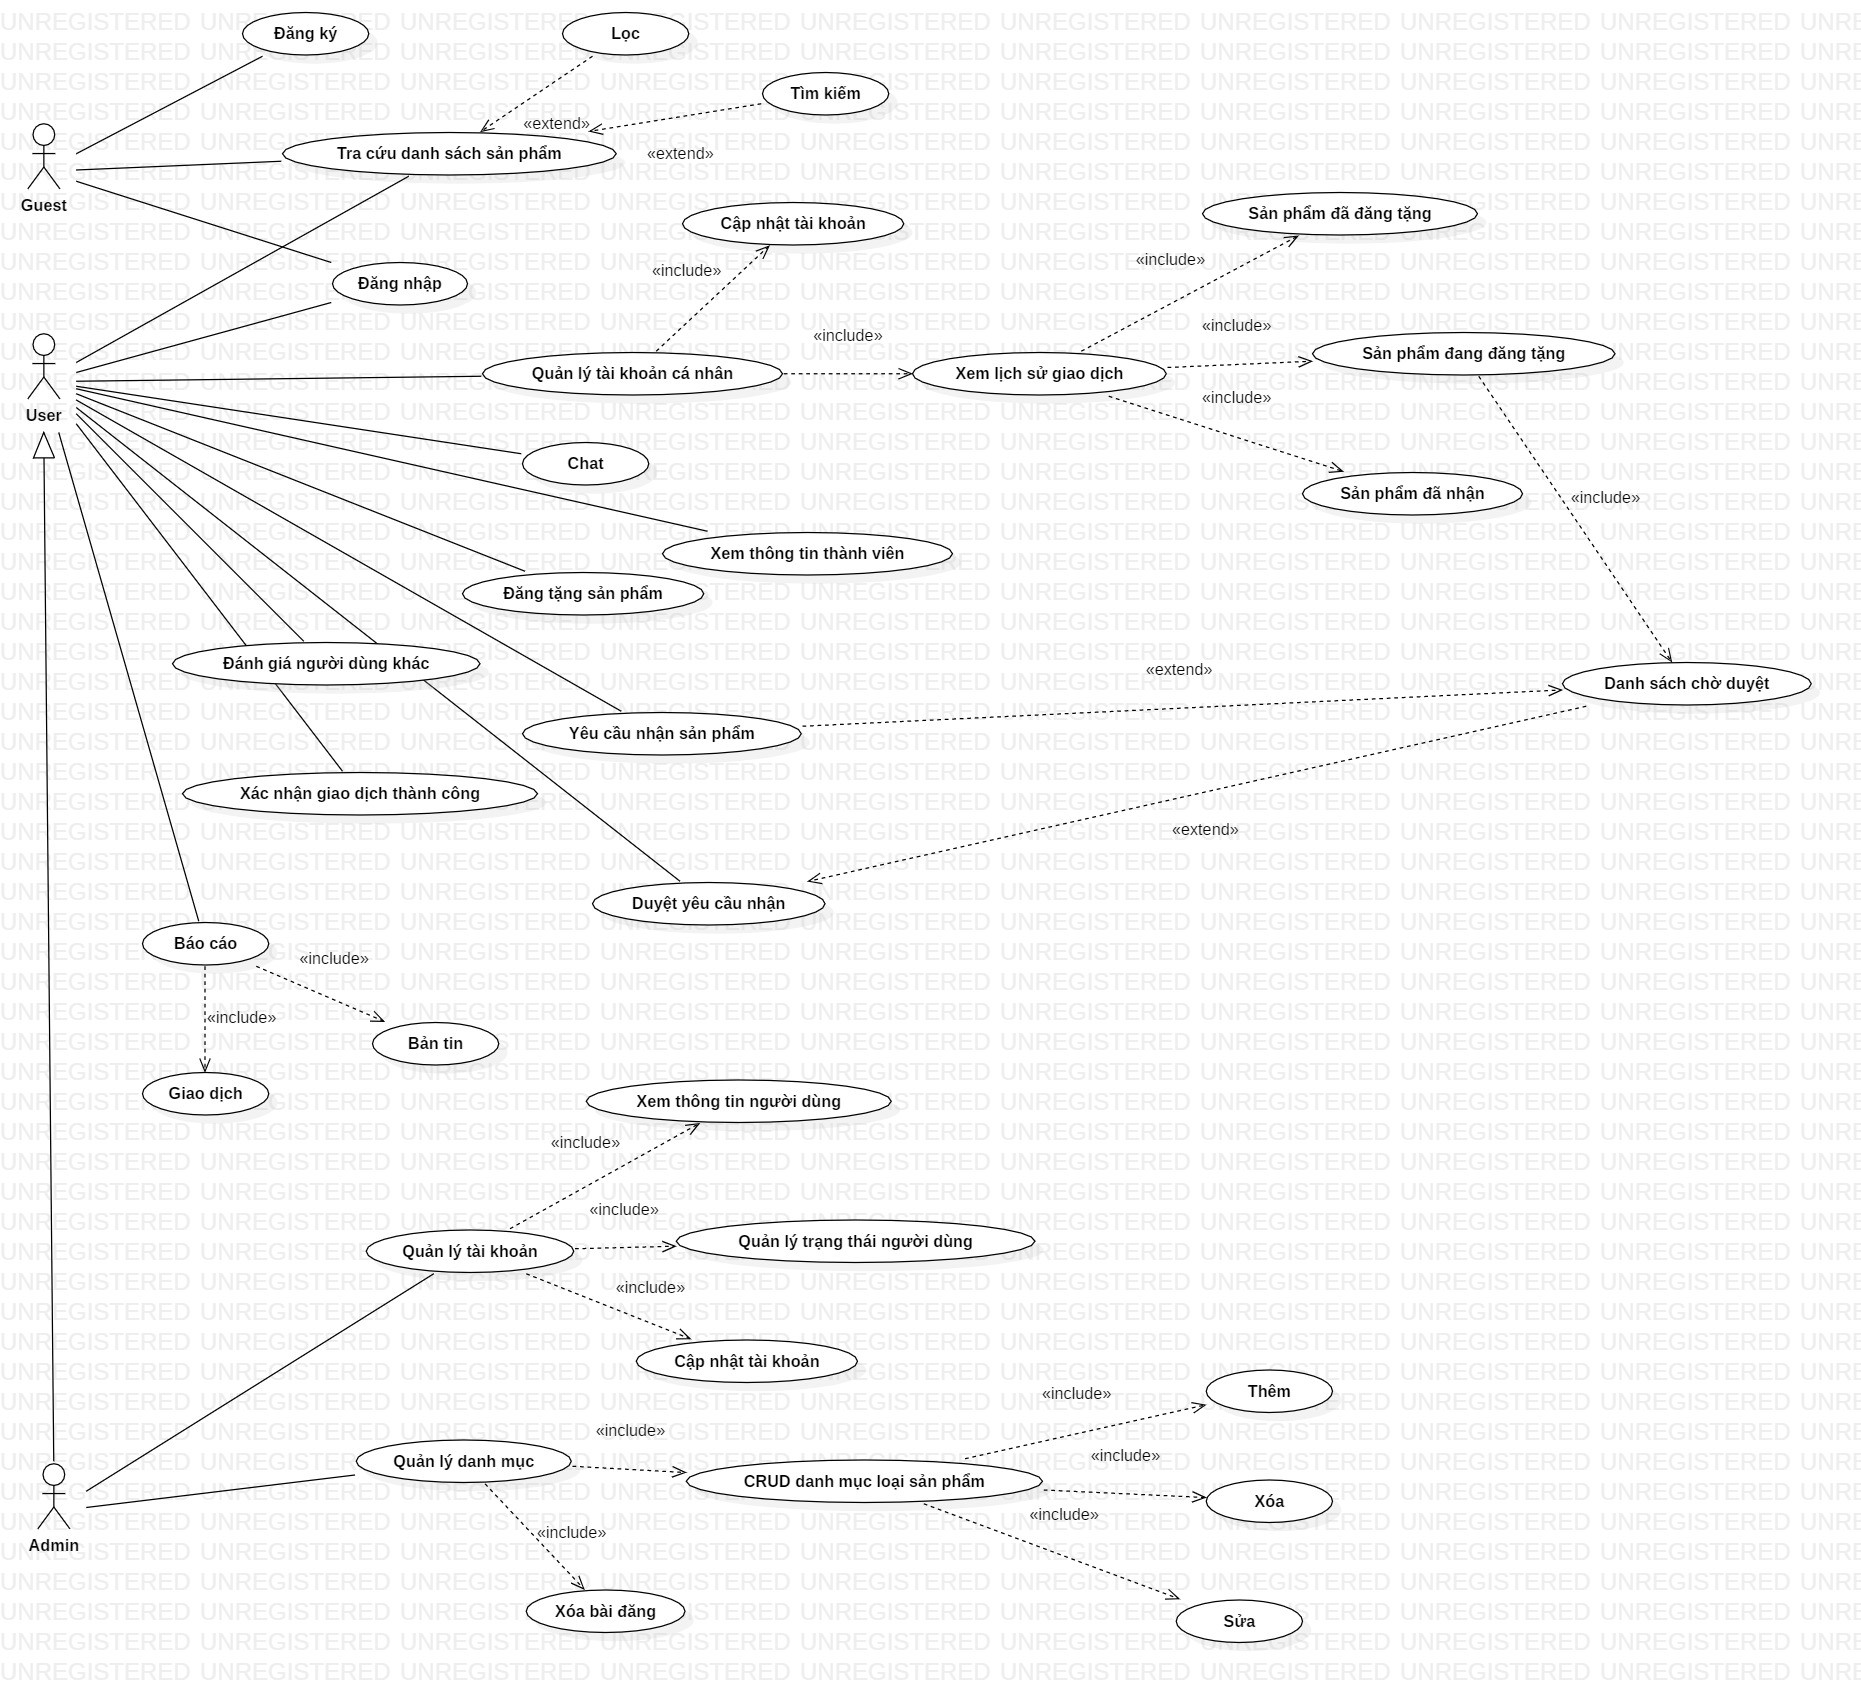 Đăng ký
Lọc
Tìm kiếm
«extend»
Tra cứu danh sách sản phẩm
«extend»
Guest
Cập nhật tài khoản
Sản phẩm đã đăng tặng
«include»
«include»
Đăng nhập
«include»
«include»
User
Quản lý tài khoản cá nhân
Xem lịch sử giao dịch
Sản phẩm đang đăng tặng
«include»
Chat
Sản phẩm đã nhận
«include»
Xem thông tin thành viên
Đăng tặng sản phẩm
Đánh giá người dùng khác
«extend»
Danh sách chờ duyệt
Yêu cầu nhận sản phẩm
Xác nhận giao dịch thành công
«extend»
Duyệt yêu cầu nhận
Báo cáo
«include»
«include»
Bản tin
Giao dịch
Xem thông tin người dùng
«include»
«include»
Quản lý tài khoản
Quản lý trạng thái người dùng
«include»
Cập nhật tài khoản
Thêm
«include»
«include»
Quản lý danh mục
«include»
CRUD danh mục loại sản phẩm
Xóa
«include»
«include»
Admin
Xóa bài đăng
Sửa
UNREGISTERED